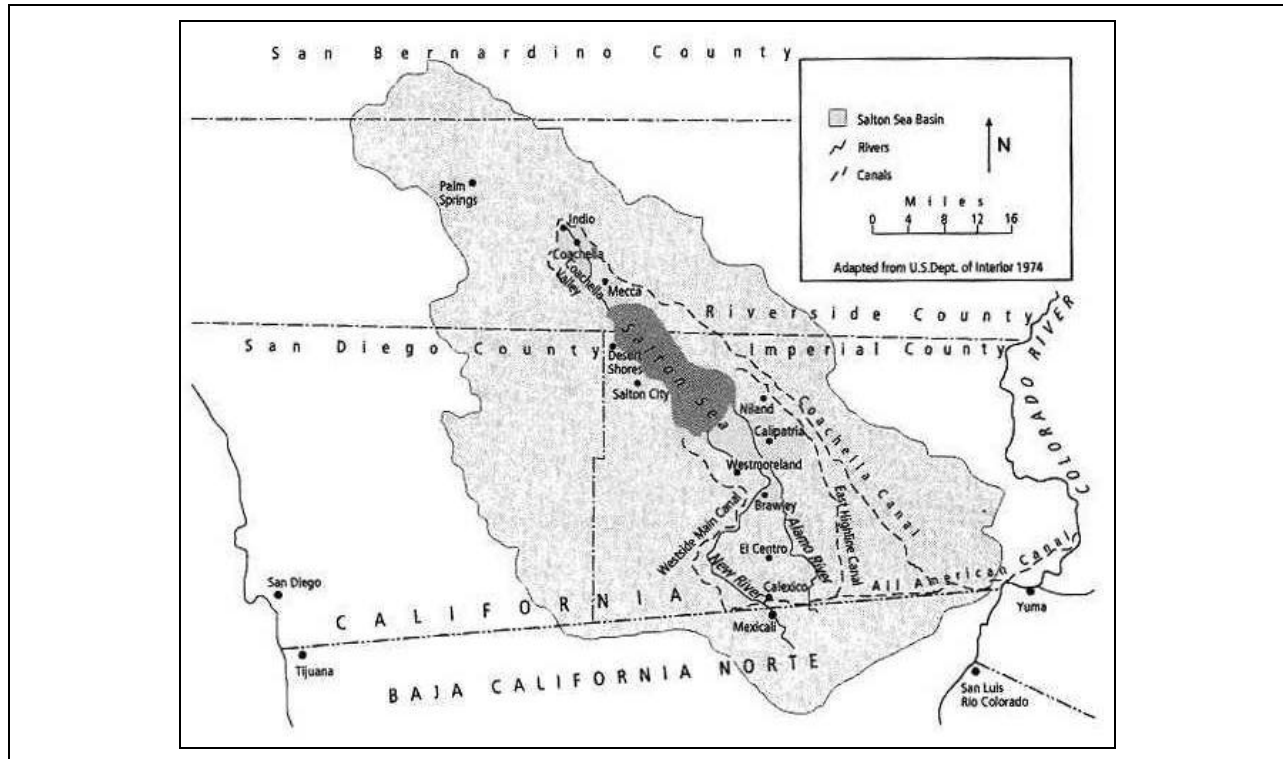 San Bernardino County
Salton Sea Basin
Rivers
Canals
N
Miles
0 4 8 12 16
Adapted from U.S.Dept. of Interior 1974
Palm
Springs
Indio
Coachella
Coachella
Valley
Mecca
Riverside County
San Diego County
Imperial County
Salton Sea
Desert
Shores
Salton City
Niland
Calipatria
Coachella Canal
COLORADO RIVER
Westmoreland
Brawley
Westside Main Canal
East Highline Canal
Alamo River
El Centro
New River
All American Canal
Calexico
San Diego
CALIFORNIA
Yuma
Mexicali
Tijuana
BAJA CALIFORNIA NORTE
San Luis
Rio Colorado